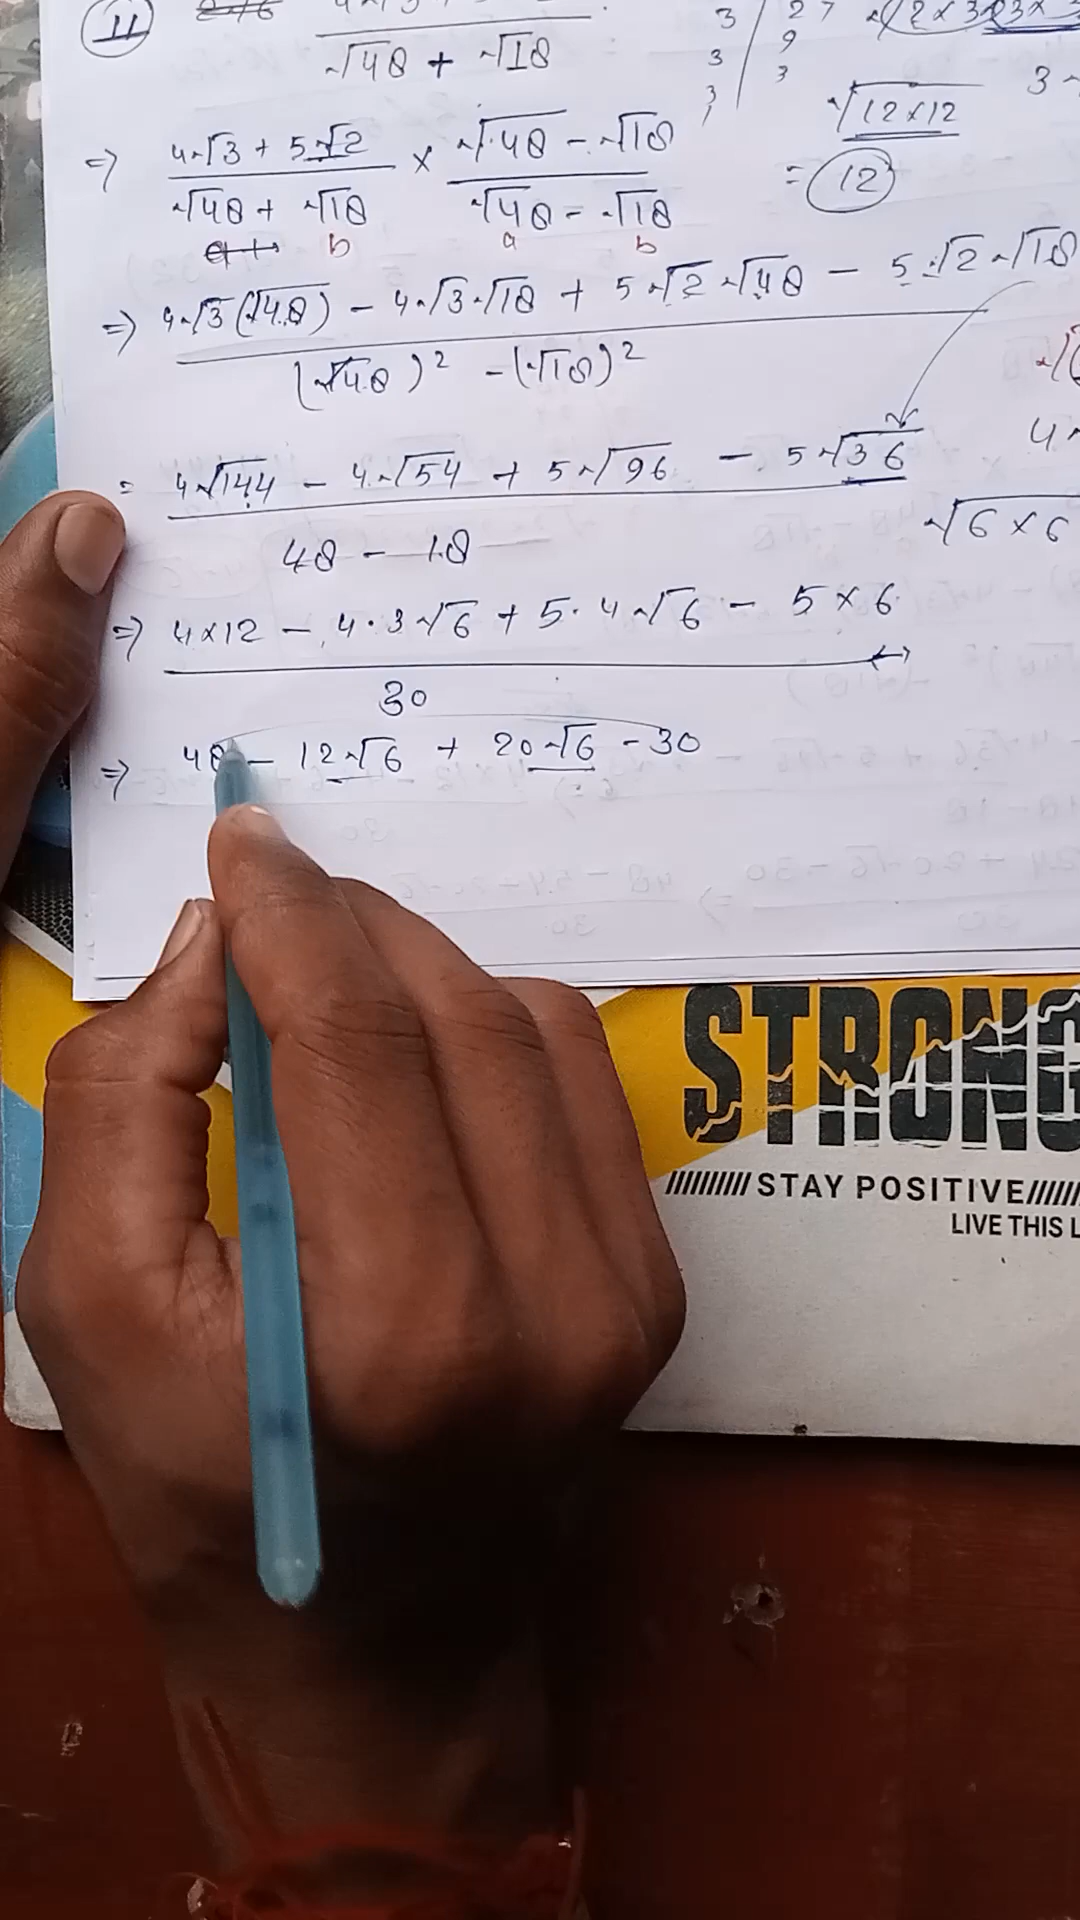 (11)
√48 + √18
3 | 27
3 | 9
3 | 3
1
√12×12
= 12
⇒ 4√3 + 5√2 / √48 + √18 × √48 - √18 / √48 - √18
b a b
⇒ 4√3(√48) - 4√3·√18 + 5√2·√48 - 5·√2·√18
(√48)² - (√18)²
= 4√144 - 4√54 + 5√96 - 5√36
√6×6
48 - 18
⇒ 4×12 - 4·3√6 + 5·4√6 - 5×6
30
⇒ 48 - 12√6 + 20√6 - 30
STRONG
STAY POSITIVE
LIVE THIS L